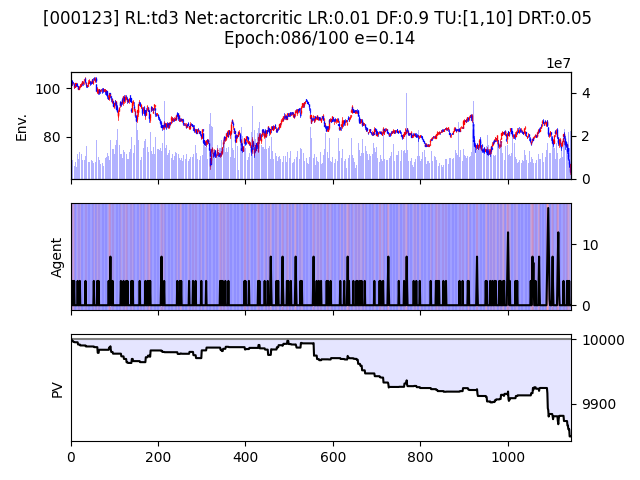 [000123] RL:td3 Net:actorcritic LR:0.01 DF:0.9 TU:[1,10] DRT:0.05
Epoch:086/100 e=0.14
1e7
100
80
Env.
4
2
0
Agent
10
0
PV
10000
9900
0
200
400
600
800
1000